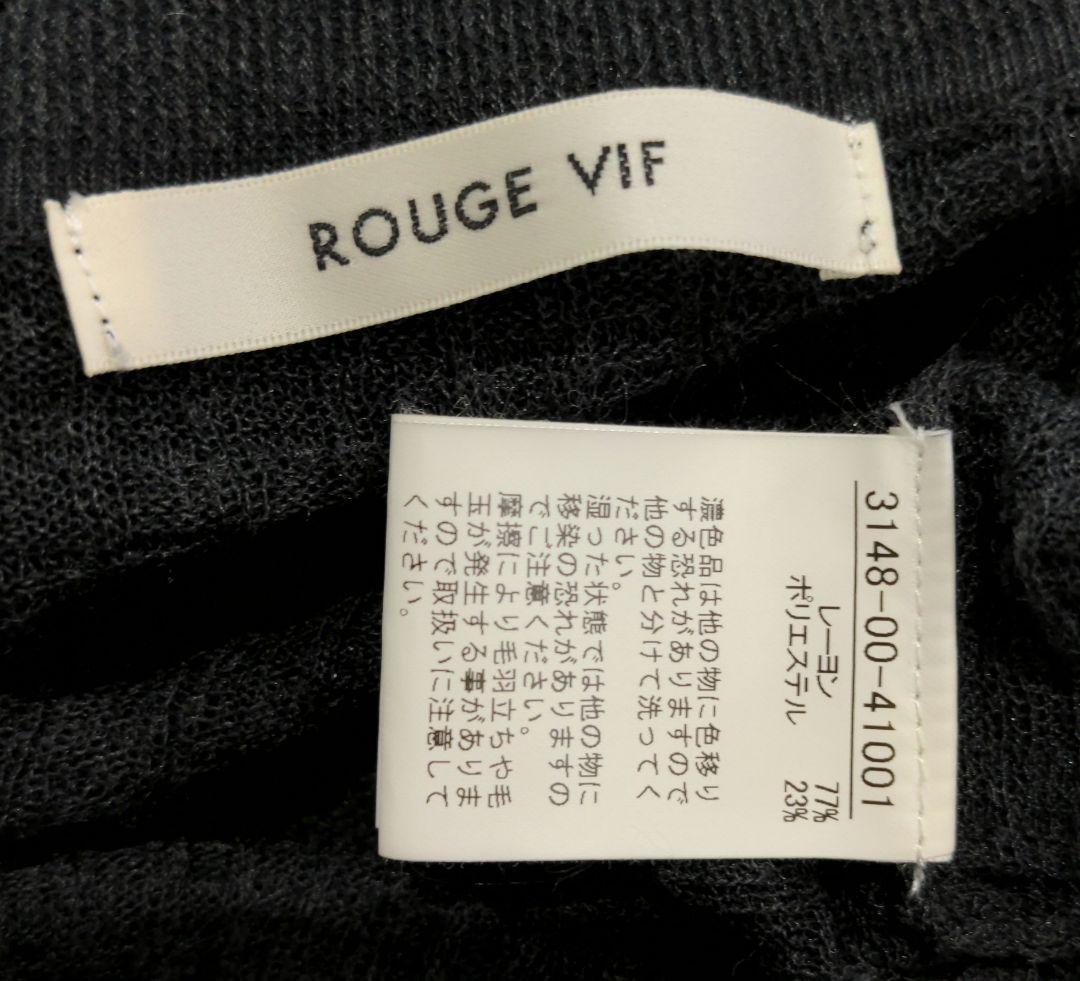 ROUGE VIF
3148-00-41001
レーヨン 77%
ポリエステル 23%
濃色品は他の物に色移り
する恐れがありますので
他の物と分けて洗ってく
ださい。
湿った状態では他の物に
移染の恐れがありますの
でご注意ください。
摩擦により毛羽立ちや毛
玉が発生する事がありま
すので取扱いに注意して
ください。